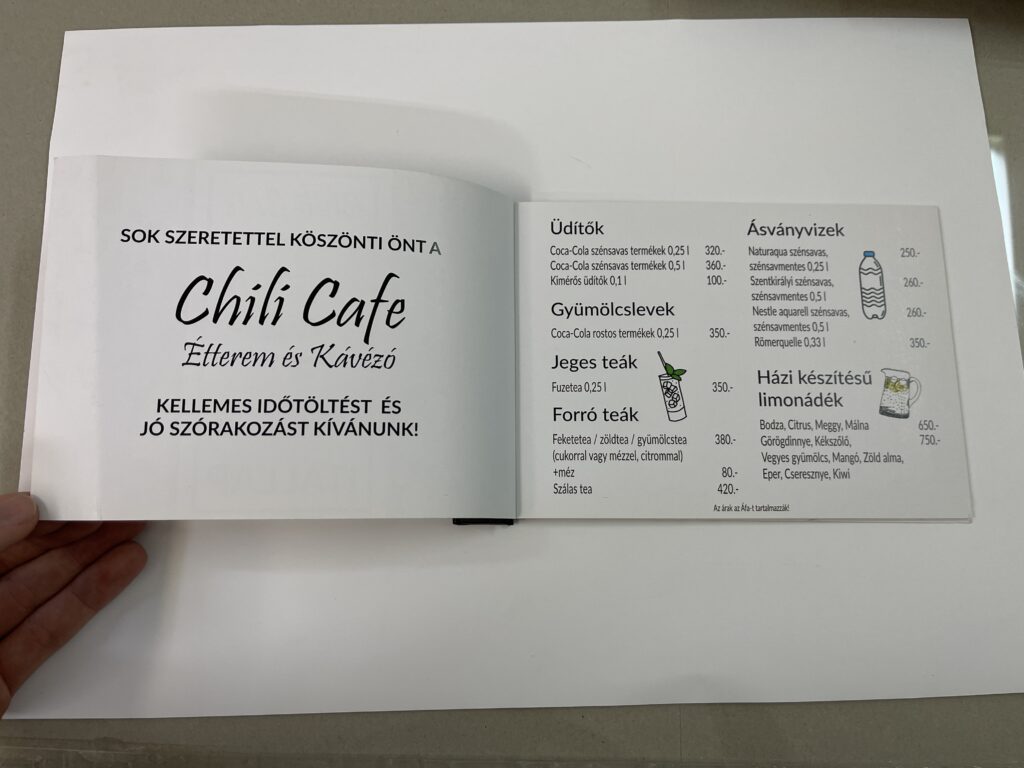 SOK SZERETETTEL KÖSZÖNTI ÖNT A
Chili Cafe
Étterem és Kávézó
KELLEMES IDŐTÖLTÉST ÉS
JÓ SZÓRAKOZÁST KÍVÁNUNK!
Üdítők
Coca-Cola szénsavas termékek 0,25 l 320.-
Coca-Cola szénsavas termékek 0,5 l 360.-
Kimérős üdítők 0,1 l 100.-
Gyümölcslevek
Coca-Cola rostos termékek 0,25 l 350.-
Jeges teák
Fuzetea 0,25 l 350.-
Forró teák
Feketetea / zöldtea / gyümölcstea 380.-
(cukorral vagy mézzel, citrommal)
+méz 80.-
Szálas tea 420.-
Ásványvizek
Naturaqua szénsavas, 250.-
szénsavmentes 0,25 l
Szentkirályi szénsavas, 260.-
szénsavmentes 0,5 l
Nestle aquarell szénsavas, 260.-
szénsavmentes 0,5 l
Römerquelle 0,33 l 350.-
Házi készítésű
limonádék
Bodza, Citrus, Meggy, Málna 650.-
Görögdinnye, Kékszőlő, 750.-
Vegyes gyümölcs, Mangó, Zöld alma,
Eper, Cseresznye, Kiwi
Az árak az Áfa-t tartalmazzák!